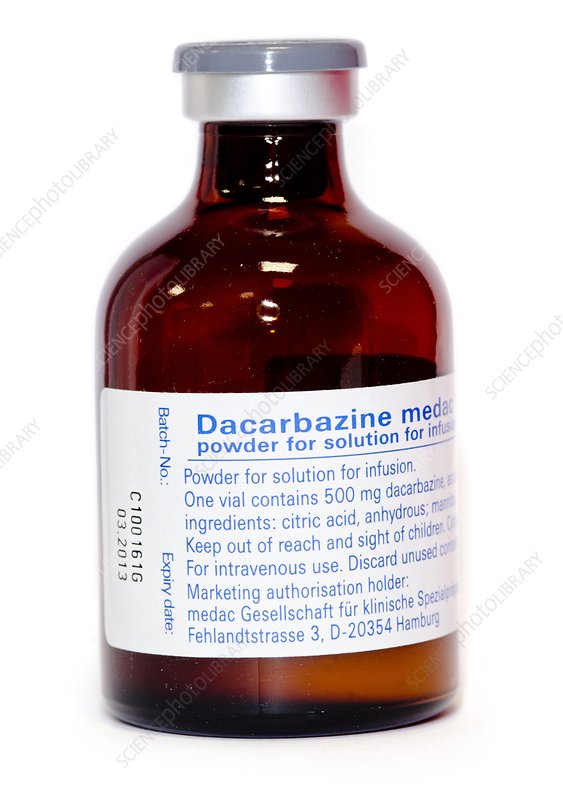 Dacarbazine medac
powder for solution for
Powder for solution for infusion.
One vial contains 500 mg dacarbazine,
ingredients: citric acid, anhydrous;
Keep out of reach and sight of children.
For intravenous use. Discard unused
Marketing authorisation holder:
medac Gesellschaft für klinische
Fehlandtstrasse 3, D-20354 Hamburg
Batch-No.:
Expiry date:
C100161G
03.2013
SCIENCEphotoLIBRARY